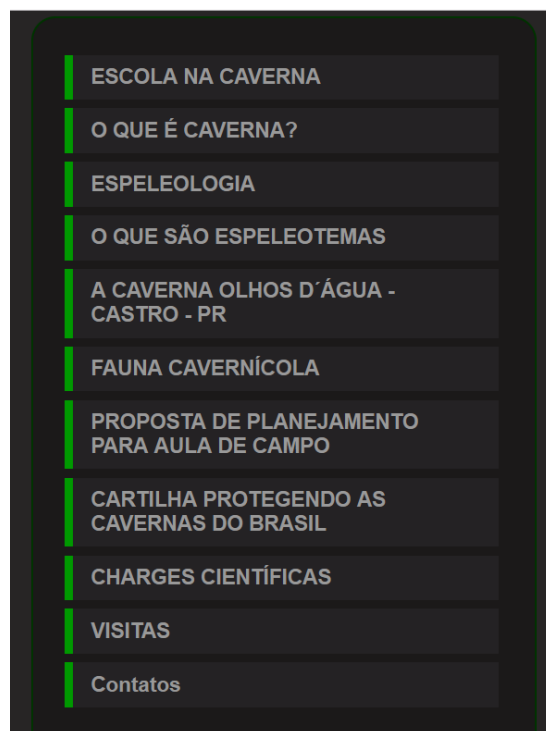 ESCOLA NA CAVERNA
O QUE É CAVERNA?
ESPELEOLOGIA
O QUE SÃO ESPELEOTEMAS
A CAVERNA OLHOS D´ÁGUA -
CASTRO - PR
FAUNA CAVERNÍCOLA
PROPOSTA DE PLANEJAMENTO
PARA AULA DE CAMPO
CARTILHA PROTEGENDO AS
CAVERNAS DO BRASIL
CHARGES CIENTÍFICAS
VISITAS
Contatos